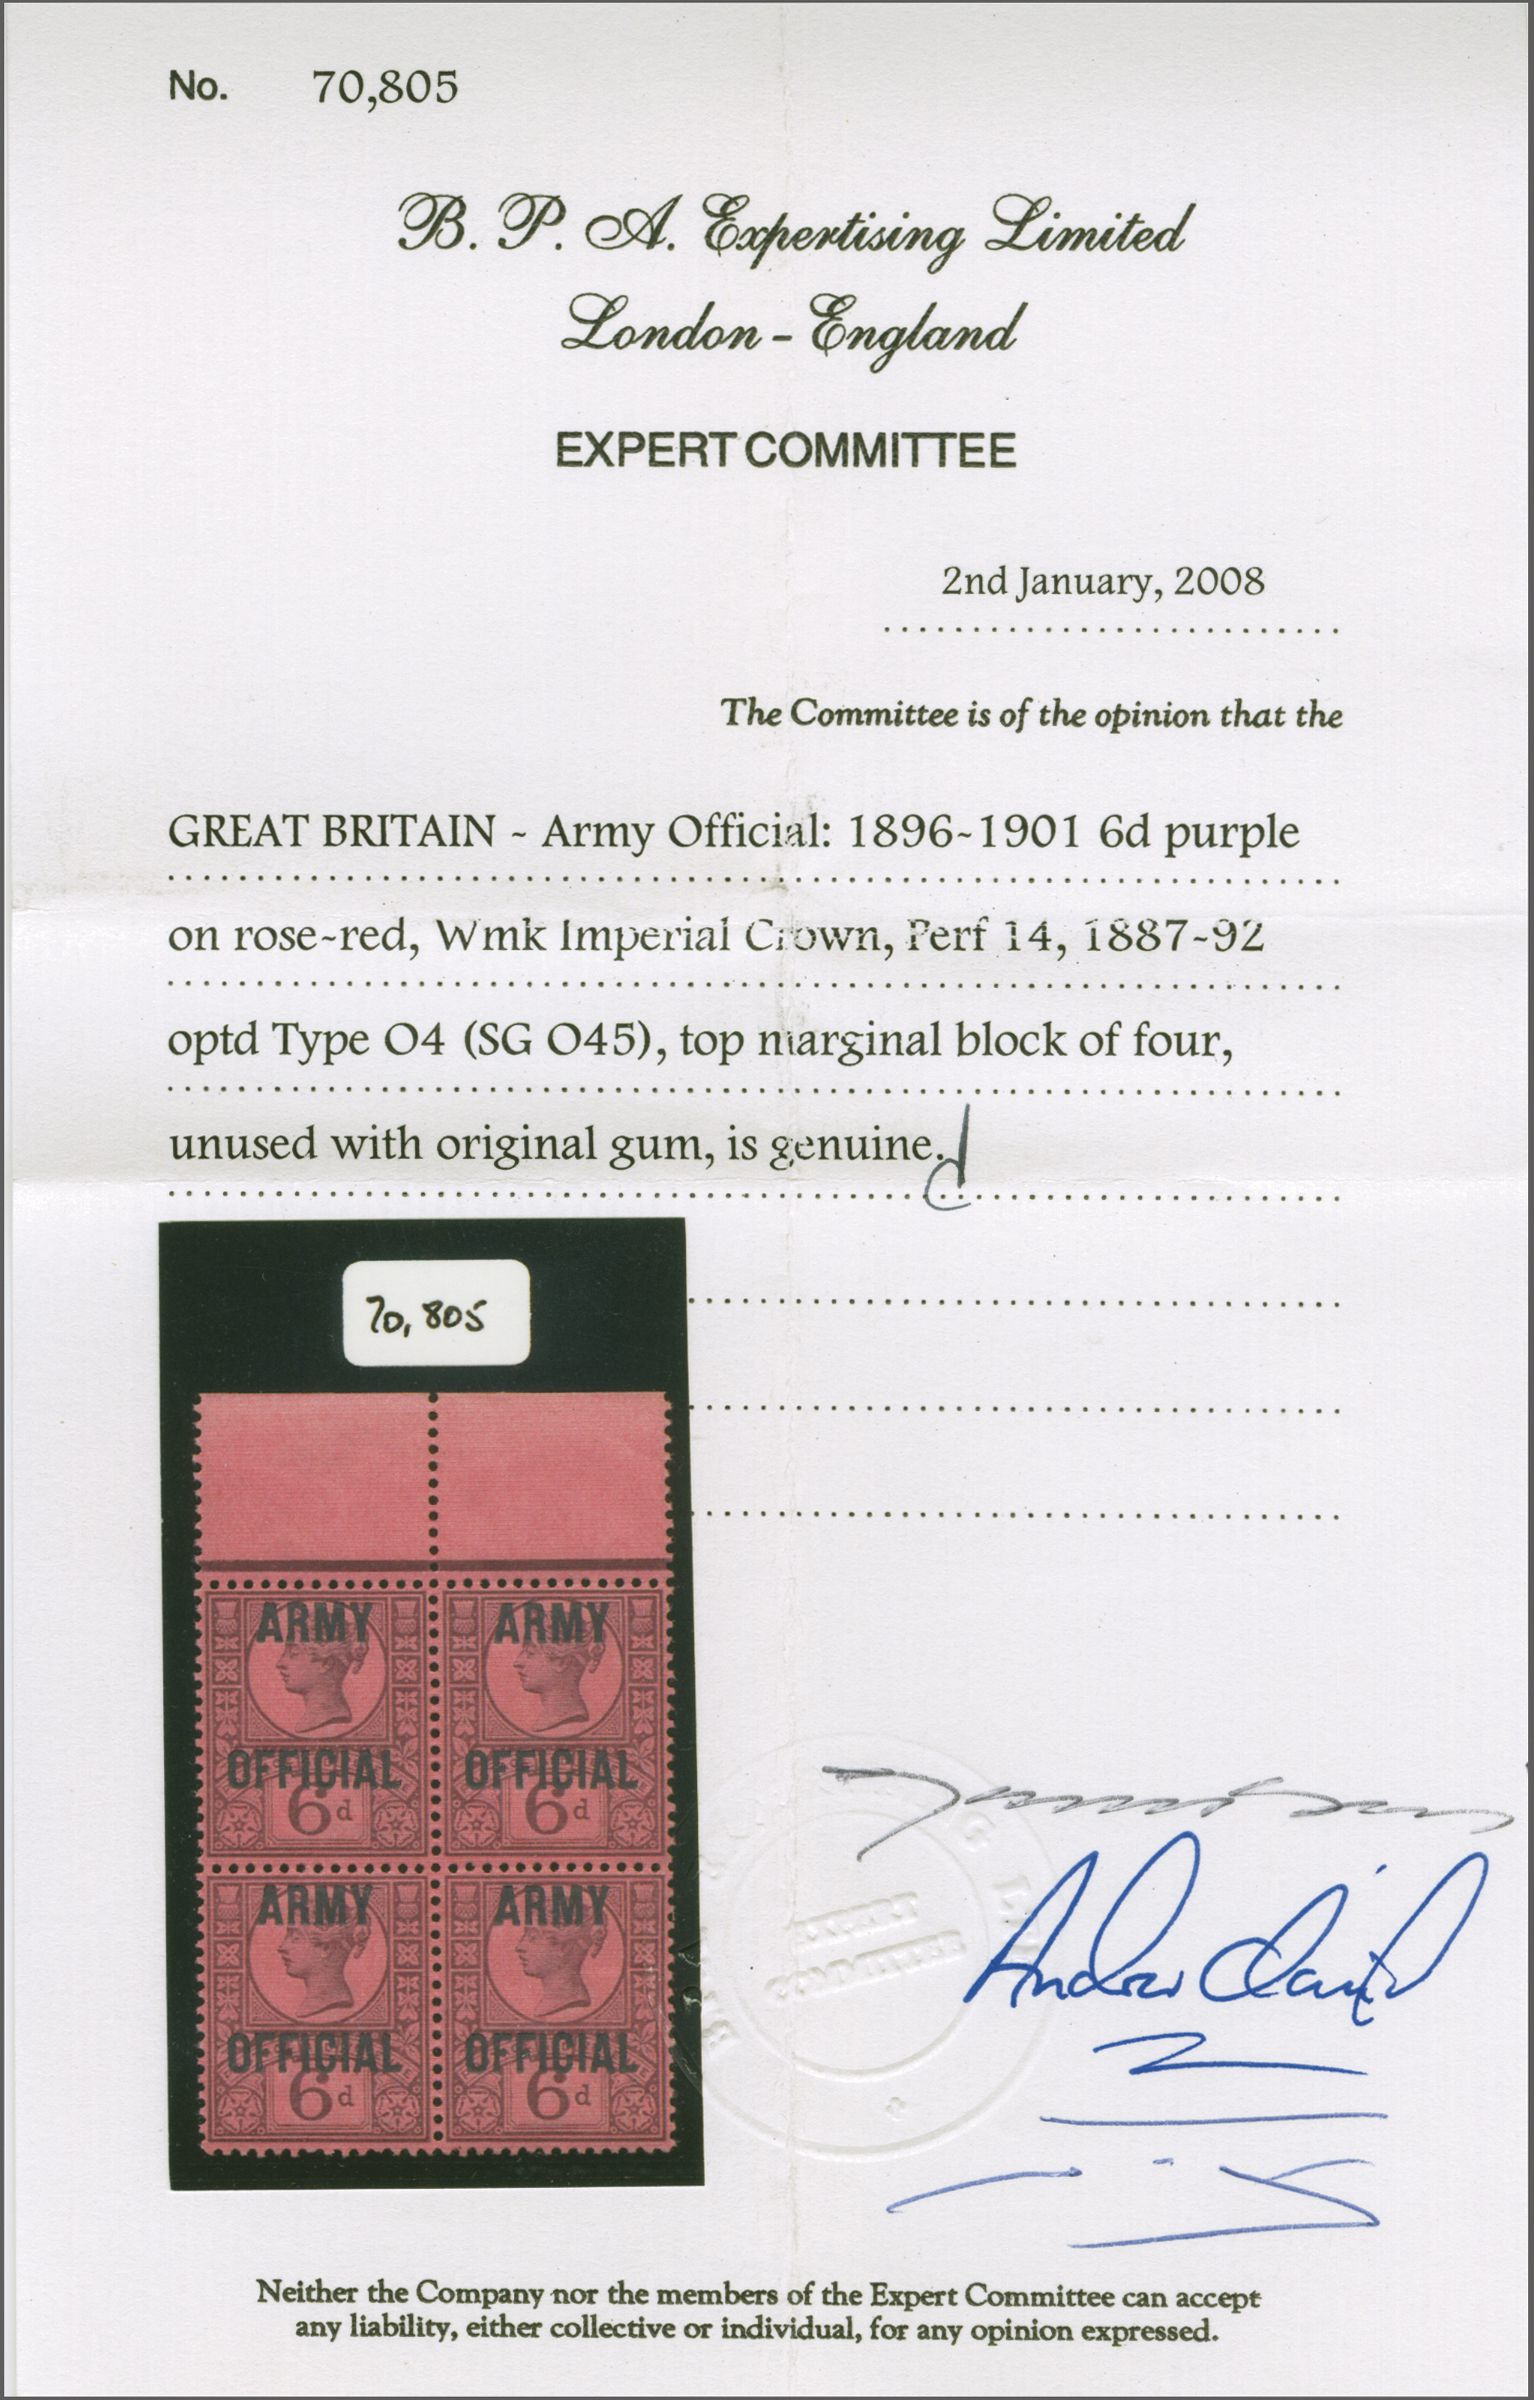 No. 70,805
B. P. A. Expertising Limited
London - England
EXPERT COMMITTEE
2nd January, 2008
The Committee is of the opinion that the
GREAT BRITAIN ~ Army Official: 1896~1901 6d purple
on rose~red, Wmk Imperial Crown, Perf 14, 1887~92
optd Type O4 (SG O45), top marginal block of four,
unused with original gum, is genuine.
70,805
ARMY ARMY
OFFICIAL OFFICIAL
6d 6d
ARMY ARMY
OFFICIAL OFFICIAL
6d 6d
EXPERT
COMMITTEE
Andrew
Neither the Company nor the members of the Expert Committee can accept
any liability, either collective or individual, for any opinion expressed.